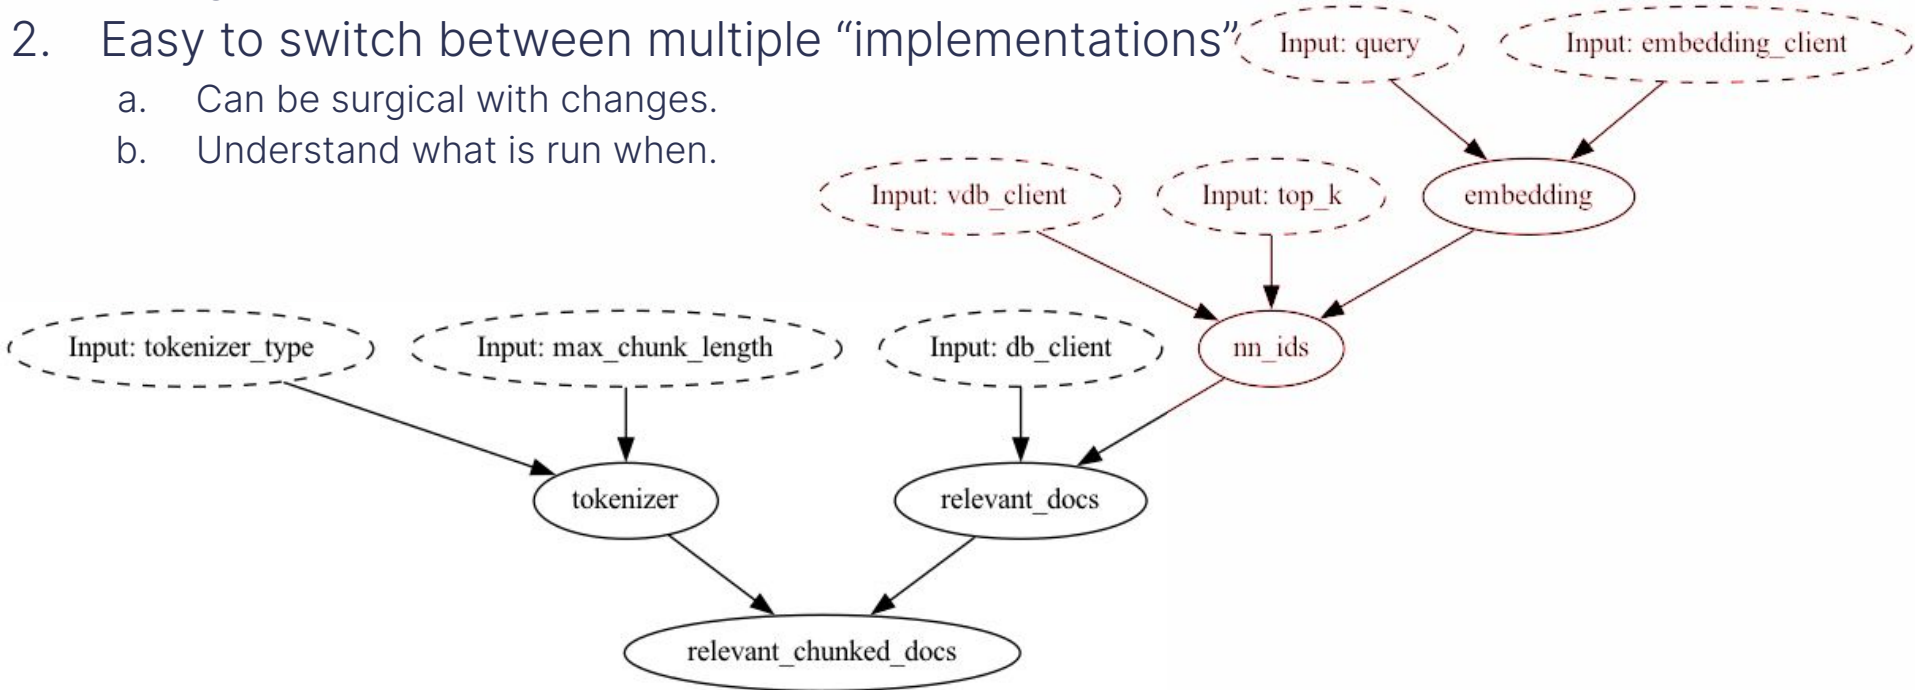 2. Easy to switch between multiple “implementations”
a. Can be surgical with changes.
b. Understand what is run when.
Input: query
Input: embedding_client
Input: vdb_client
Input: top_k
embedding
Input: tokenizer_type
Input: max_chunk_length
Input: db_client
nn_ids
tokenizer
relevant_docs
relevant_chunked_docs